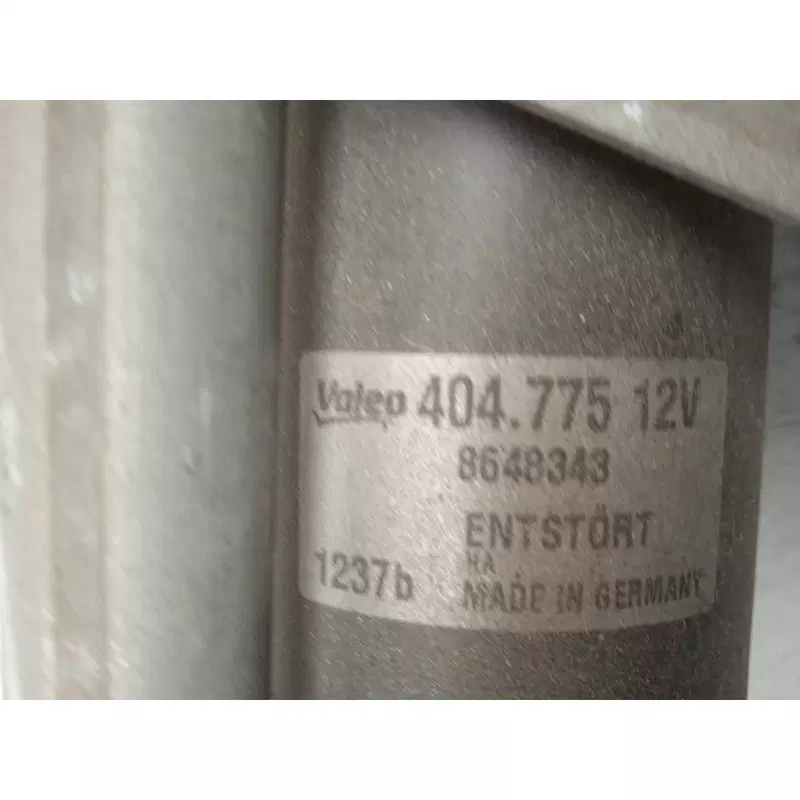 Valeo 404.775 12V
8648343
ENTSTÖRT
HA
1237b MADE IN GERMANY